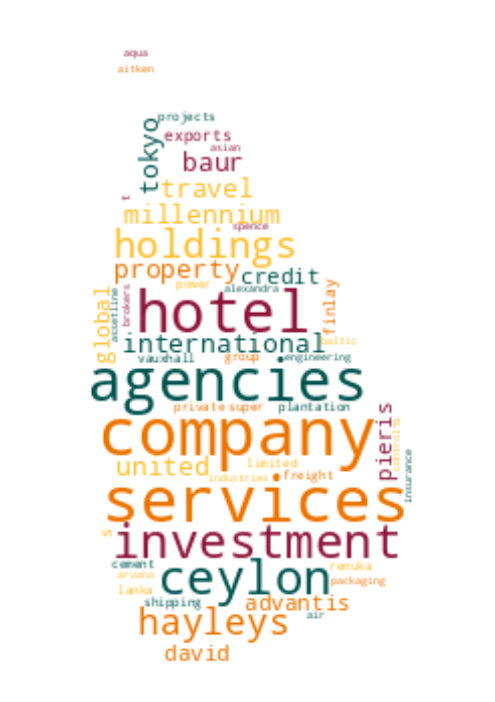 aqua
aitken
projects
tokyo
exports
asian
baur
travel
t
millennium
spence
holdings
property
credit
power
alexandra
global
assetline
brokers
hotel
finlay
international
baltic
vauxhall
group
engineering
agencies
private
super
plantation
company
pieris
controls
insurance
united
limited
industries
freight
services
investment
cement
ceylon
renuka
arvana
packaging
lanka
shipping
advantis
air
hayleys
david